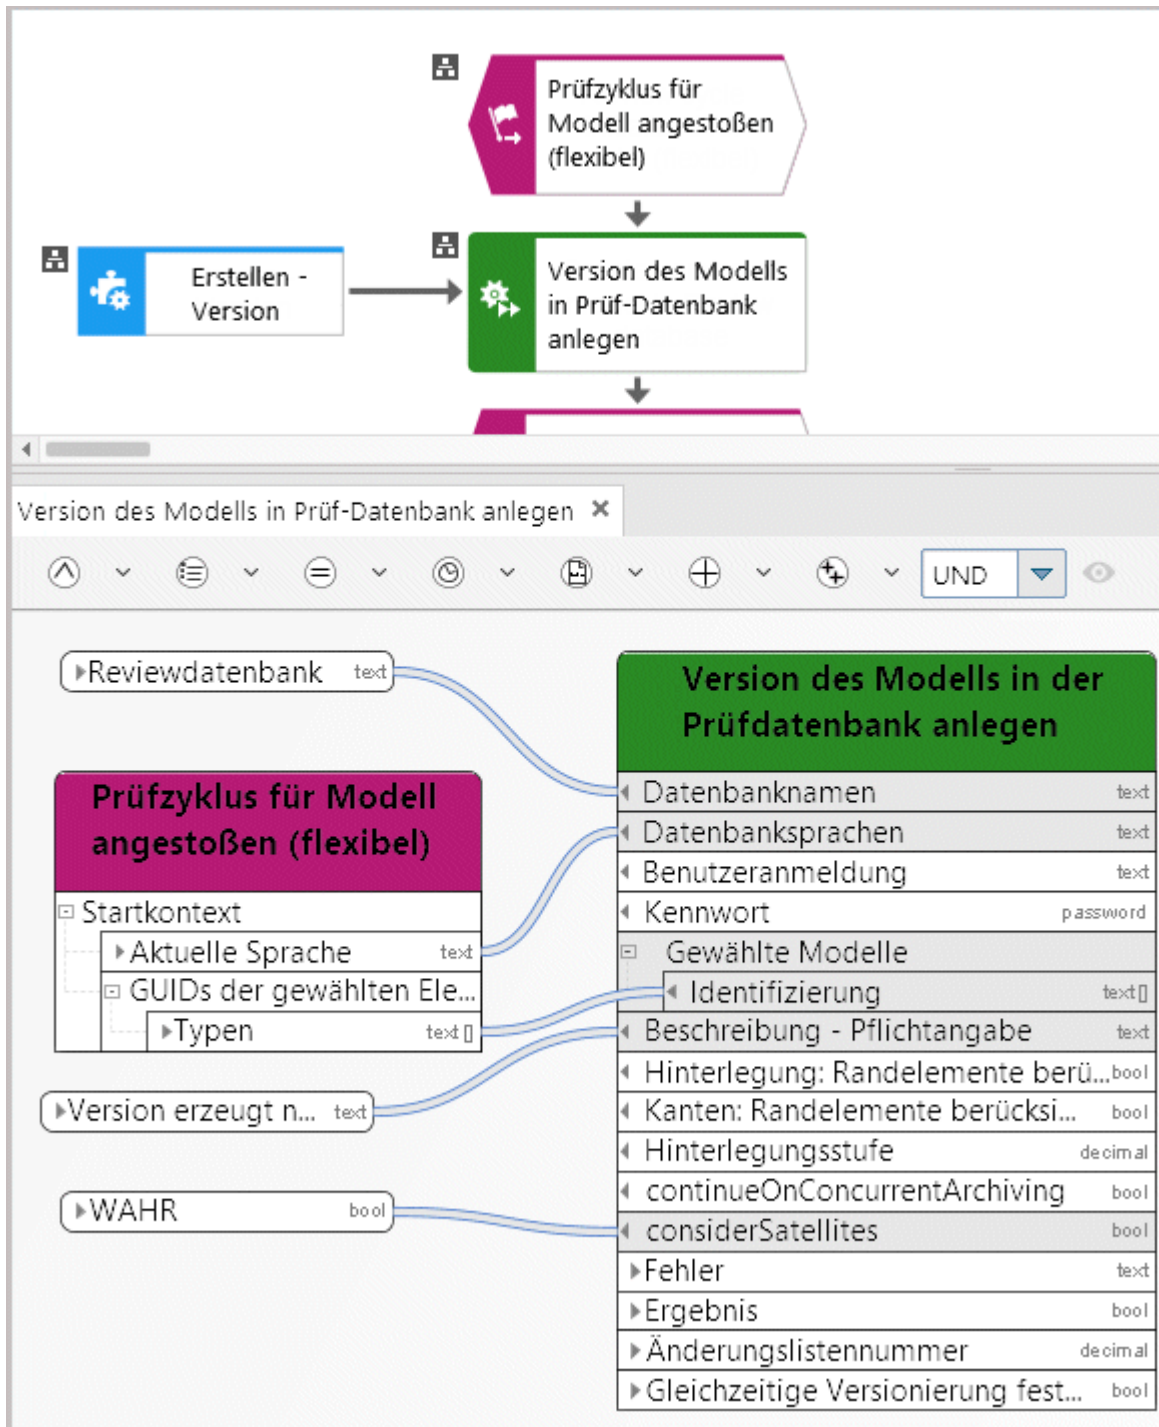 Prüfzyklus für
Modell angestoßen
(flexibel)
Erstellen -
Version
Version des Modells
in Prüf-Datenbank
anlegen
Version des Modells in Prüf-Datenbank anlegen
UND
Reviewdatenbank text
Version des Modells in der
Prüfdatenbank anlegen
Datenbanknamen text
Datenbanksprachen text
Benutzeranmeldung text
Kennwort password
Gewählte Modelle
Identifizierung text[]
Beschreibung - Pflichtangabe text
Hinterlegung: Randelemente berü... bool
Kanten: Randelemente berücksi... bool
Hinterlegungsstufe decimal
continueOnConcurrentArchiving bool
considerSatellites bool
Fehler text
Ergebnis bool
Änderungslistennummer decimal
Gleichzeitige Versionierung fest... bool
Prüfzyklus für Modell
angestoßen (flexibel)
Startkontext
Aktuelle Sprache text
GUIDs der gewählten Ele...
Typen text []
Version erzeugt n... text
WAHR bool